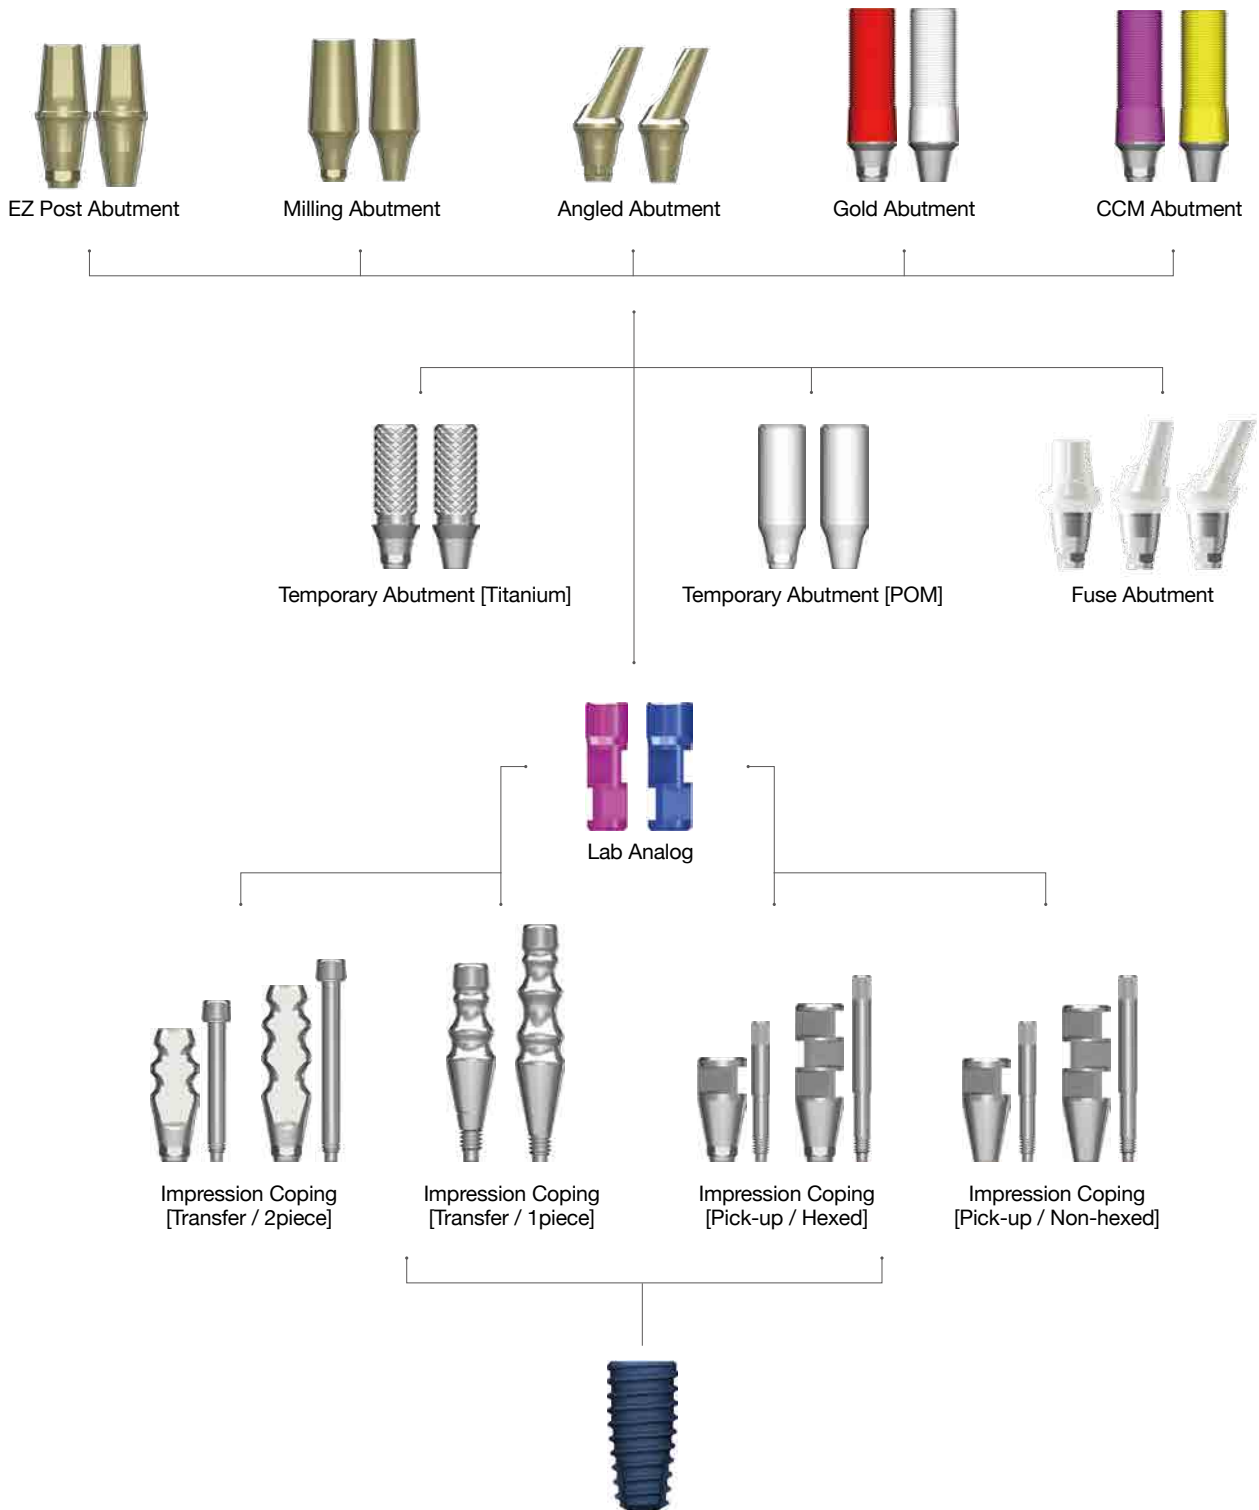 EZ Post Abutment
Milling Abutment
Angled Abutment
Gold Abutment
CCM Abutment
Temporary Abutment [Titanium]
Temporary Abutment [POM]
Fuse Abutment
Lab Analog
Impression Coping
[Transfer / 2piece]
Impression Coping
[Transfer / 1piece]
Impression Coping
[Pick-up / Hexed]
Impression Coping
[Pick-up / Non-hexed]